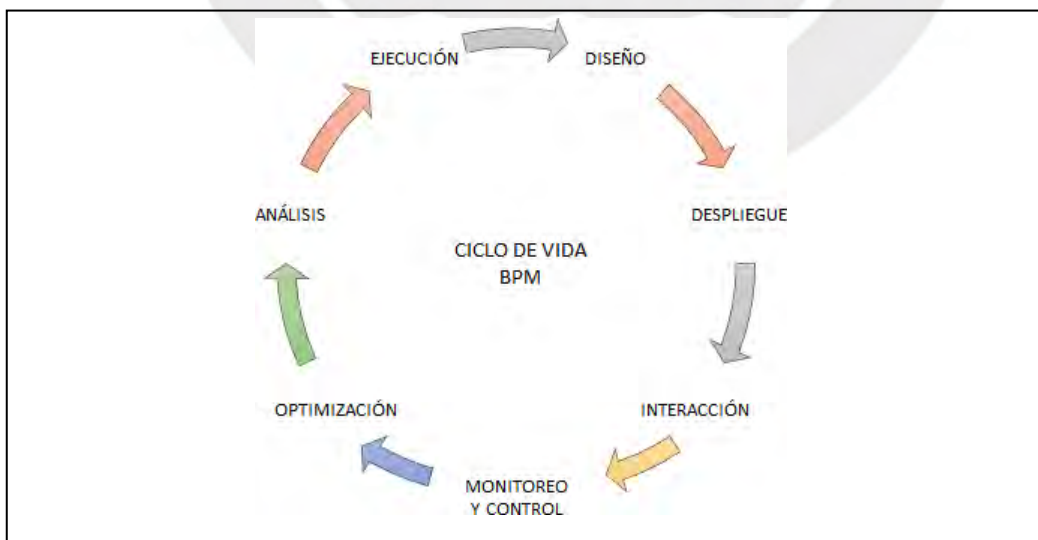 EJECUCIÓN
DISEÑO
ANÁLISIS
DESPLIEGUE
CICLO DE VIDA
BPM
OPTIMIZACIÓN
INTERACCIÓN
MONITOREO
Y CONTROL